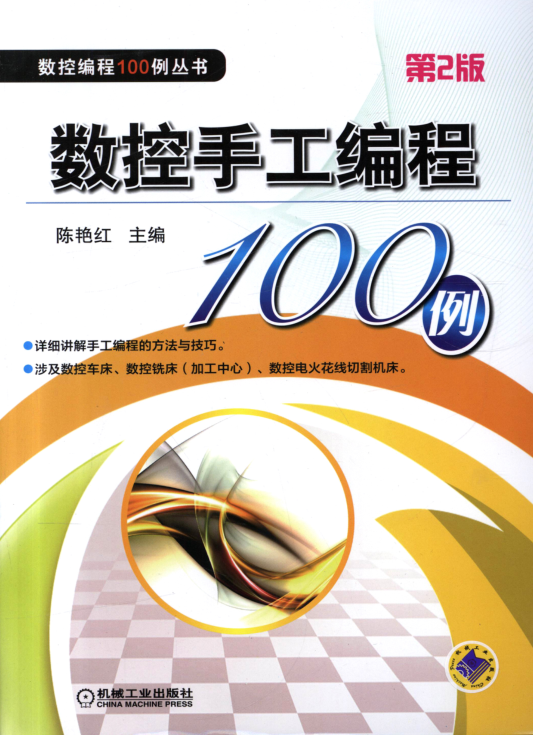 数控编程100例丛书
第2版
数控手工编程
100例
陈艳红 主编
●详细讲解手工编程的方法与技巧。
●涉及数控车床、数控铣床（加工中心）、数控电火花线切割机床。
机械工业出版社
CHINA MACHINE PRESS